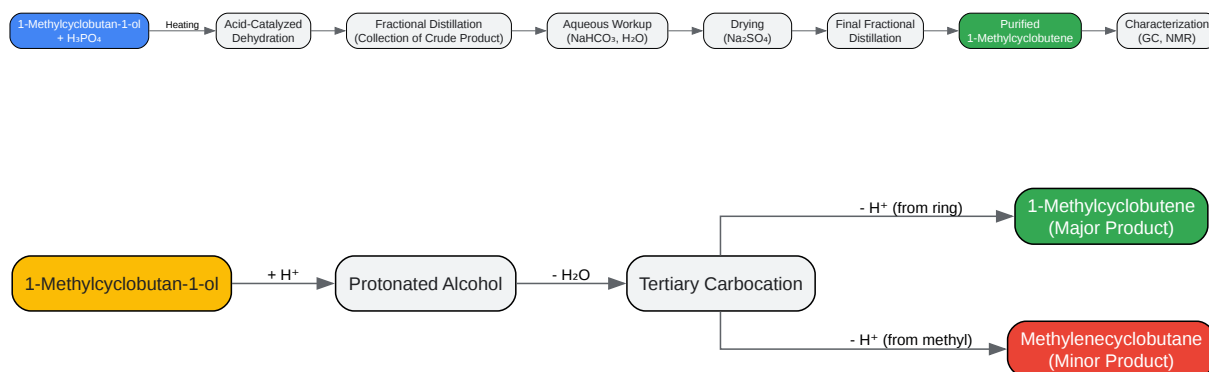 1-Methylcyclobutan-1-ol
+ H₃PO₄
Heating
Acid-Catalyzed
Dehydration
Fractional Distillation
(Collection of Crude Product)
Aqueous Workup
(NaHCO₃, H₂O)
Drying
(Na₂SO₄)
Final Fractional
Distillation
Purified
1-Methylcyclobutene
Characterization
(GC, NMR)
1-Methylcyclobutan-1-ol
+ H⁺
Protonated Alcohol
- H₂O
Tertiary Carbocation
- H⁺ (from ring)
1-Methylcyclobutene
(Major Product)
- H⁺ (from methyl)
Methylenecyclobutane
(Minor Product)